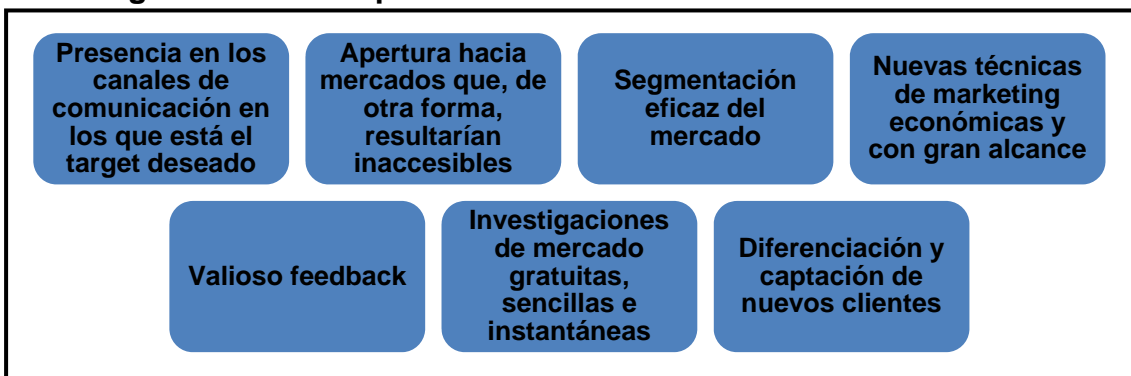 Presencia en los
canales de
comunicación en
los que está el
target deseado
Apertura hacia
mercados que, de
otra forma,
resultarían
inaccesibles
Segmentación
eficaz del
mercado
Nuevas técnicas
de marketing
económicas y
con gran alcance
Valioso feedback
Investigaciones
de mercado
gratuitas,
sencillas e
instantáneas
Diferenciación y
captación de
nuevos clientes